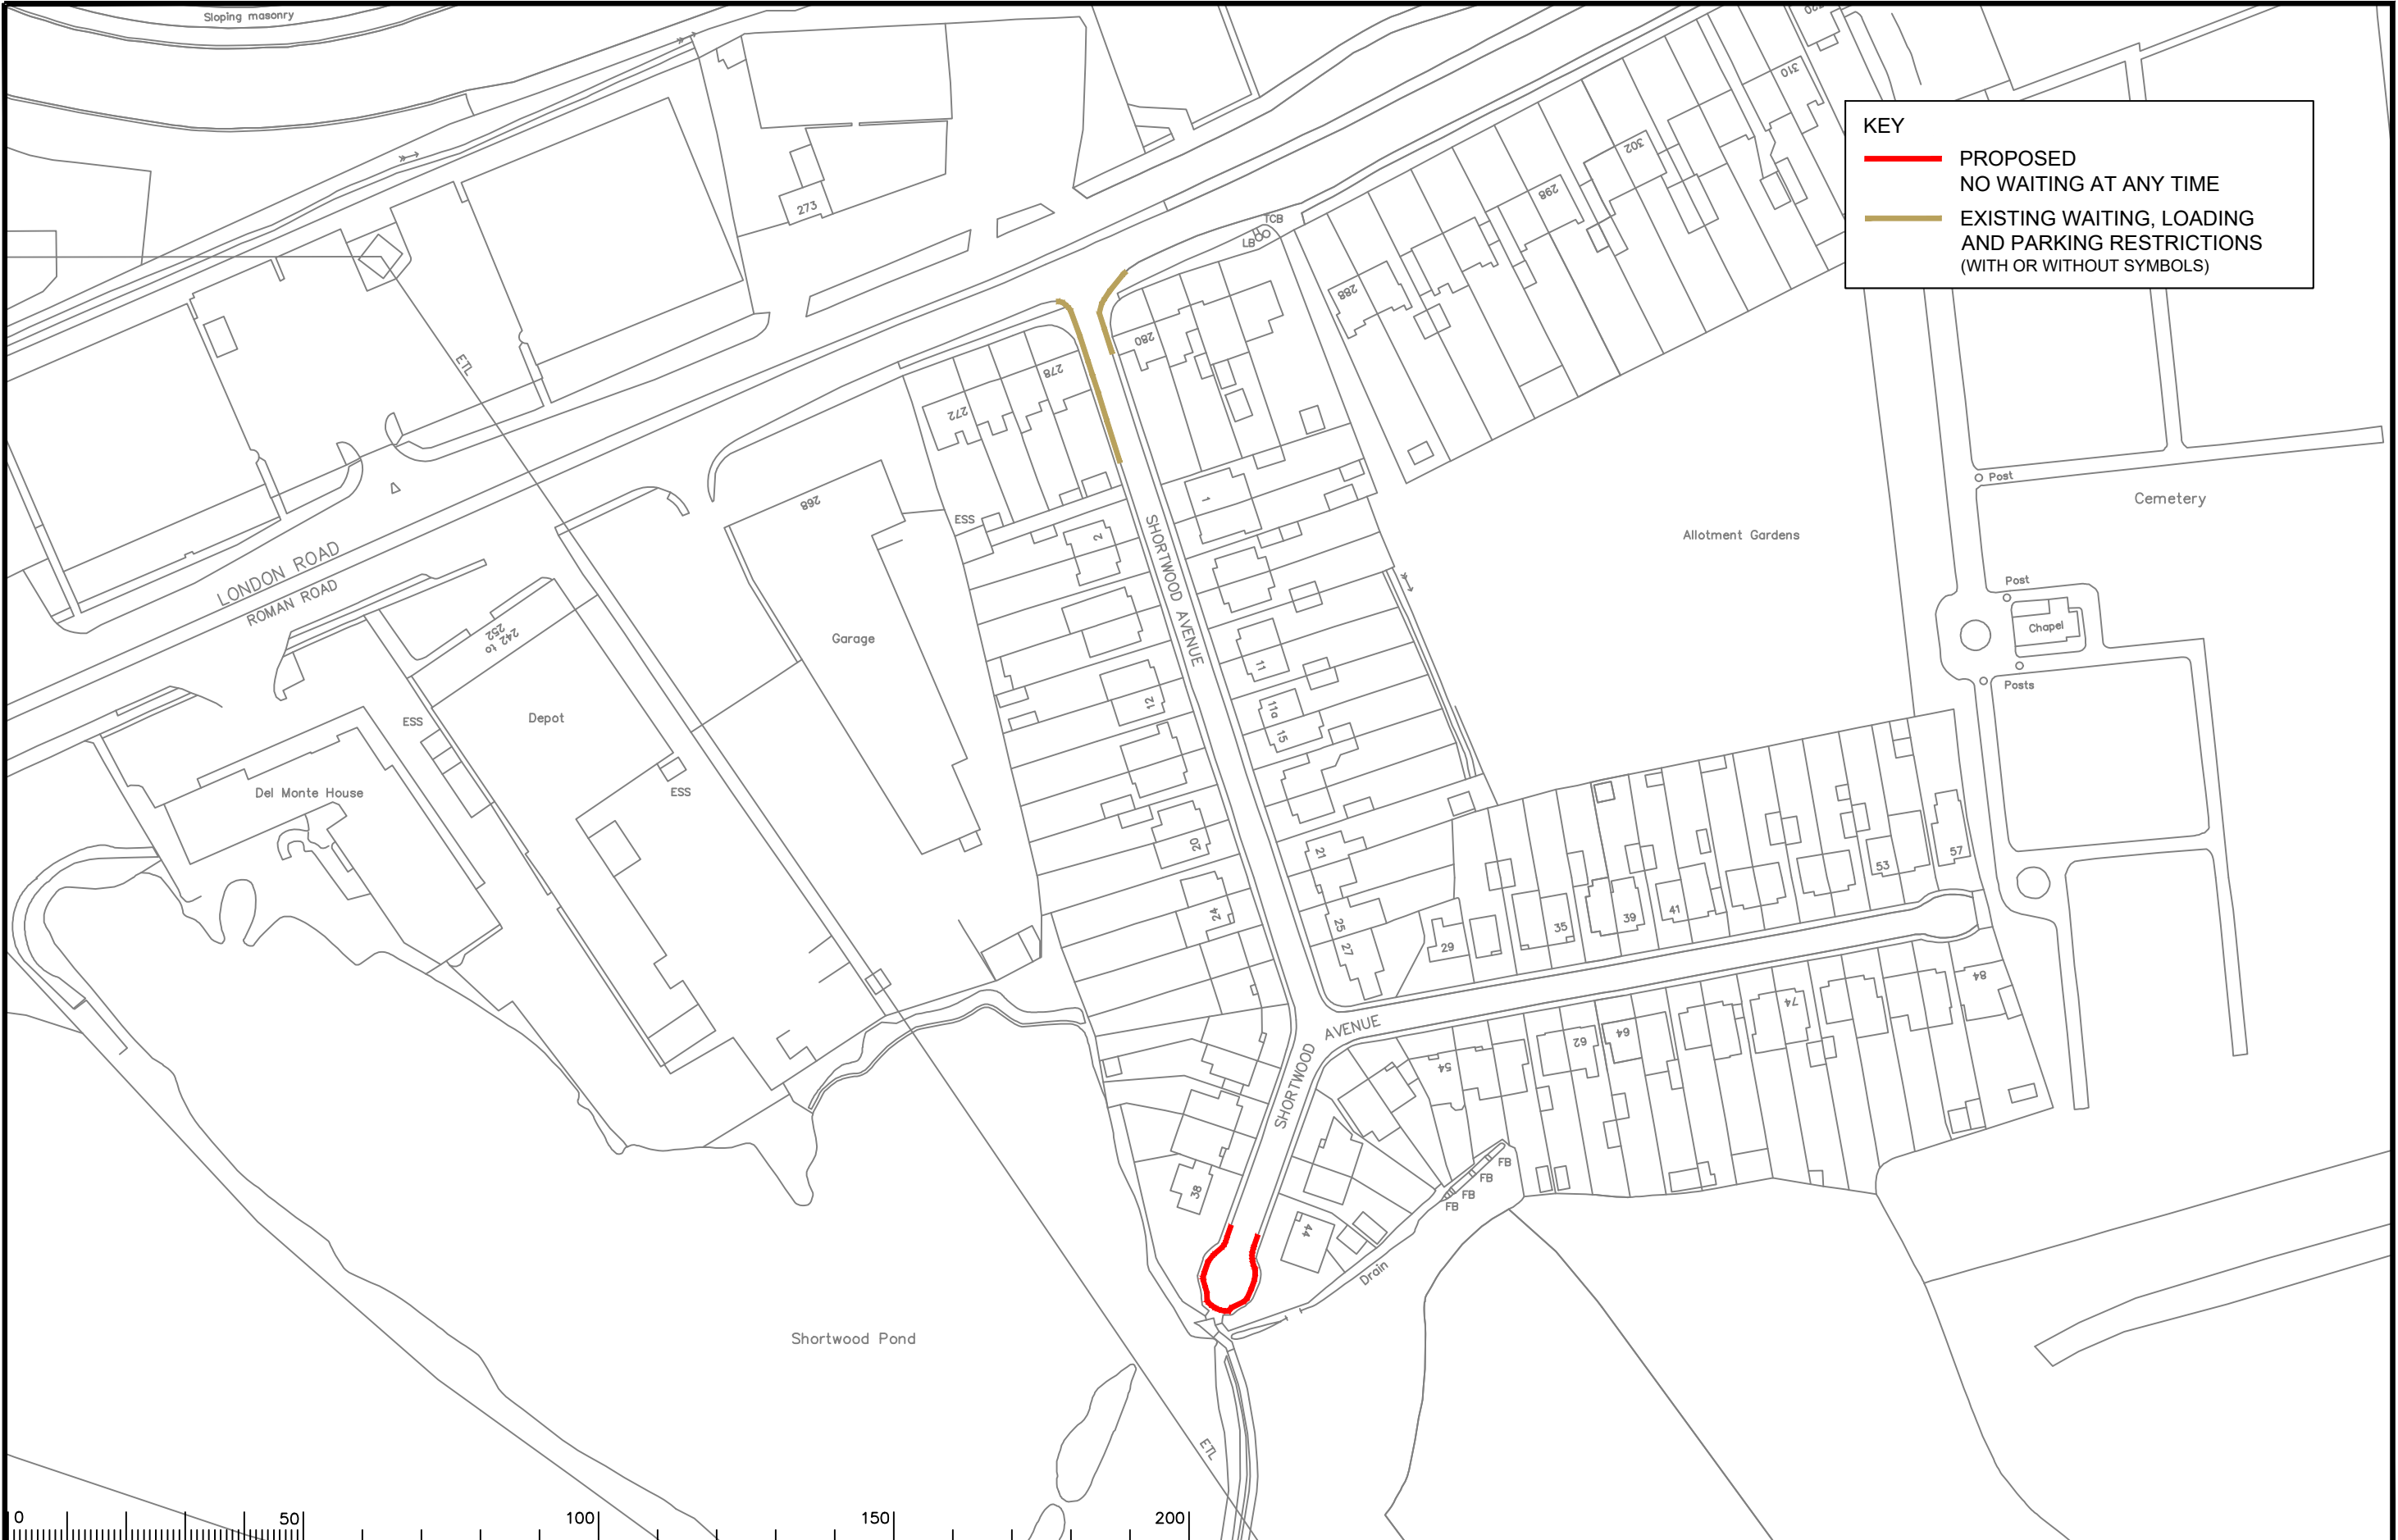 Sloping masonry
KEY
PROPOSED
NO WAITING AT ANY TIME
EXISTING WAITING, LOADING
AND PARKING RESTRICTIONS
(WITH OR WITHOUT SYMBOLS)
310
302
298
288
273
TCB
LB
280
278
272
ETL
268
ESS
1
2
SHORTWOOD AVENUE
Post
Cemetery
Allotment Gardens
LONDON ROAD
ROMAN ROAD
242 to
252
Garage
Post
Chapel
Posts
11
11a
15
12
ESS
Depot
Del Monte House
ESS
20
21
24
25
27
29
35
39
41
53
57
84
74
64
62
54
SHORTWOOD AVENUE
38
44
FB
FB
FB
FB
Drain
Shortwood Pond
ETL
0
50
100
150
200